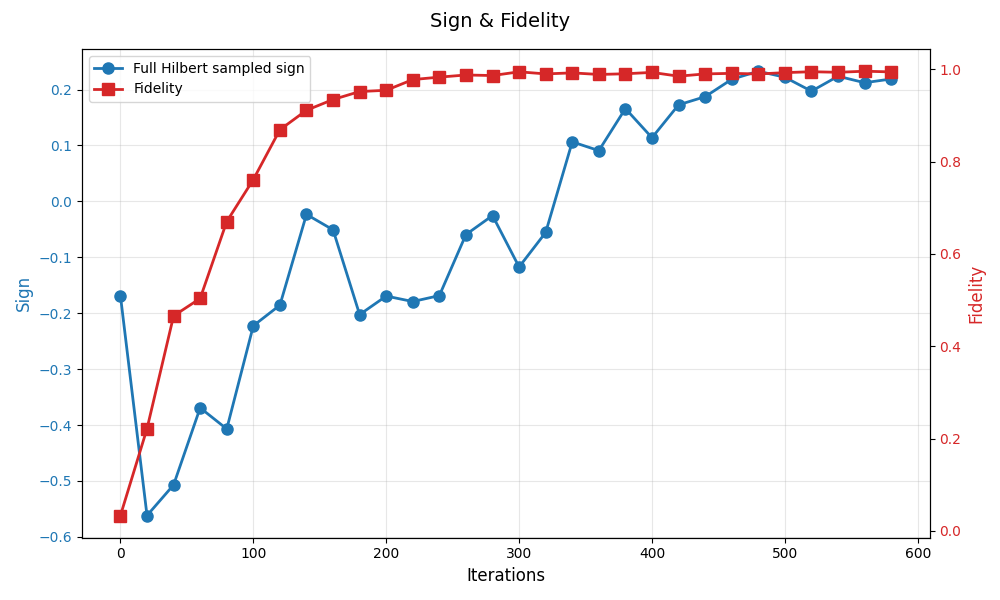 Sign & Fidelity
Full Hilbert sampled sign
Fidelity
0.2
0.1
0.0
−0.1
−0.2
−0.3
−0.4
−0.5
−0.6
Sign
1.0
0.8
0.6
0.4
0.2
0.0
Fidelity
0 100 200 300 400 500 600
Iterations